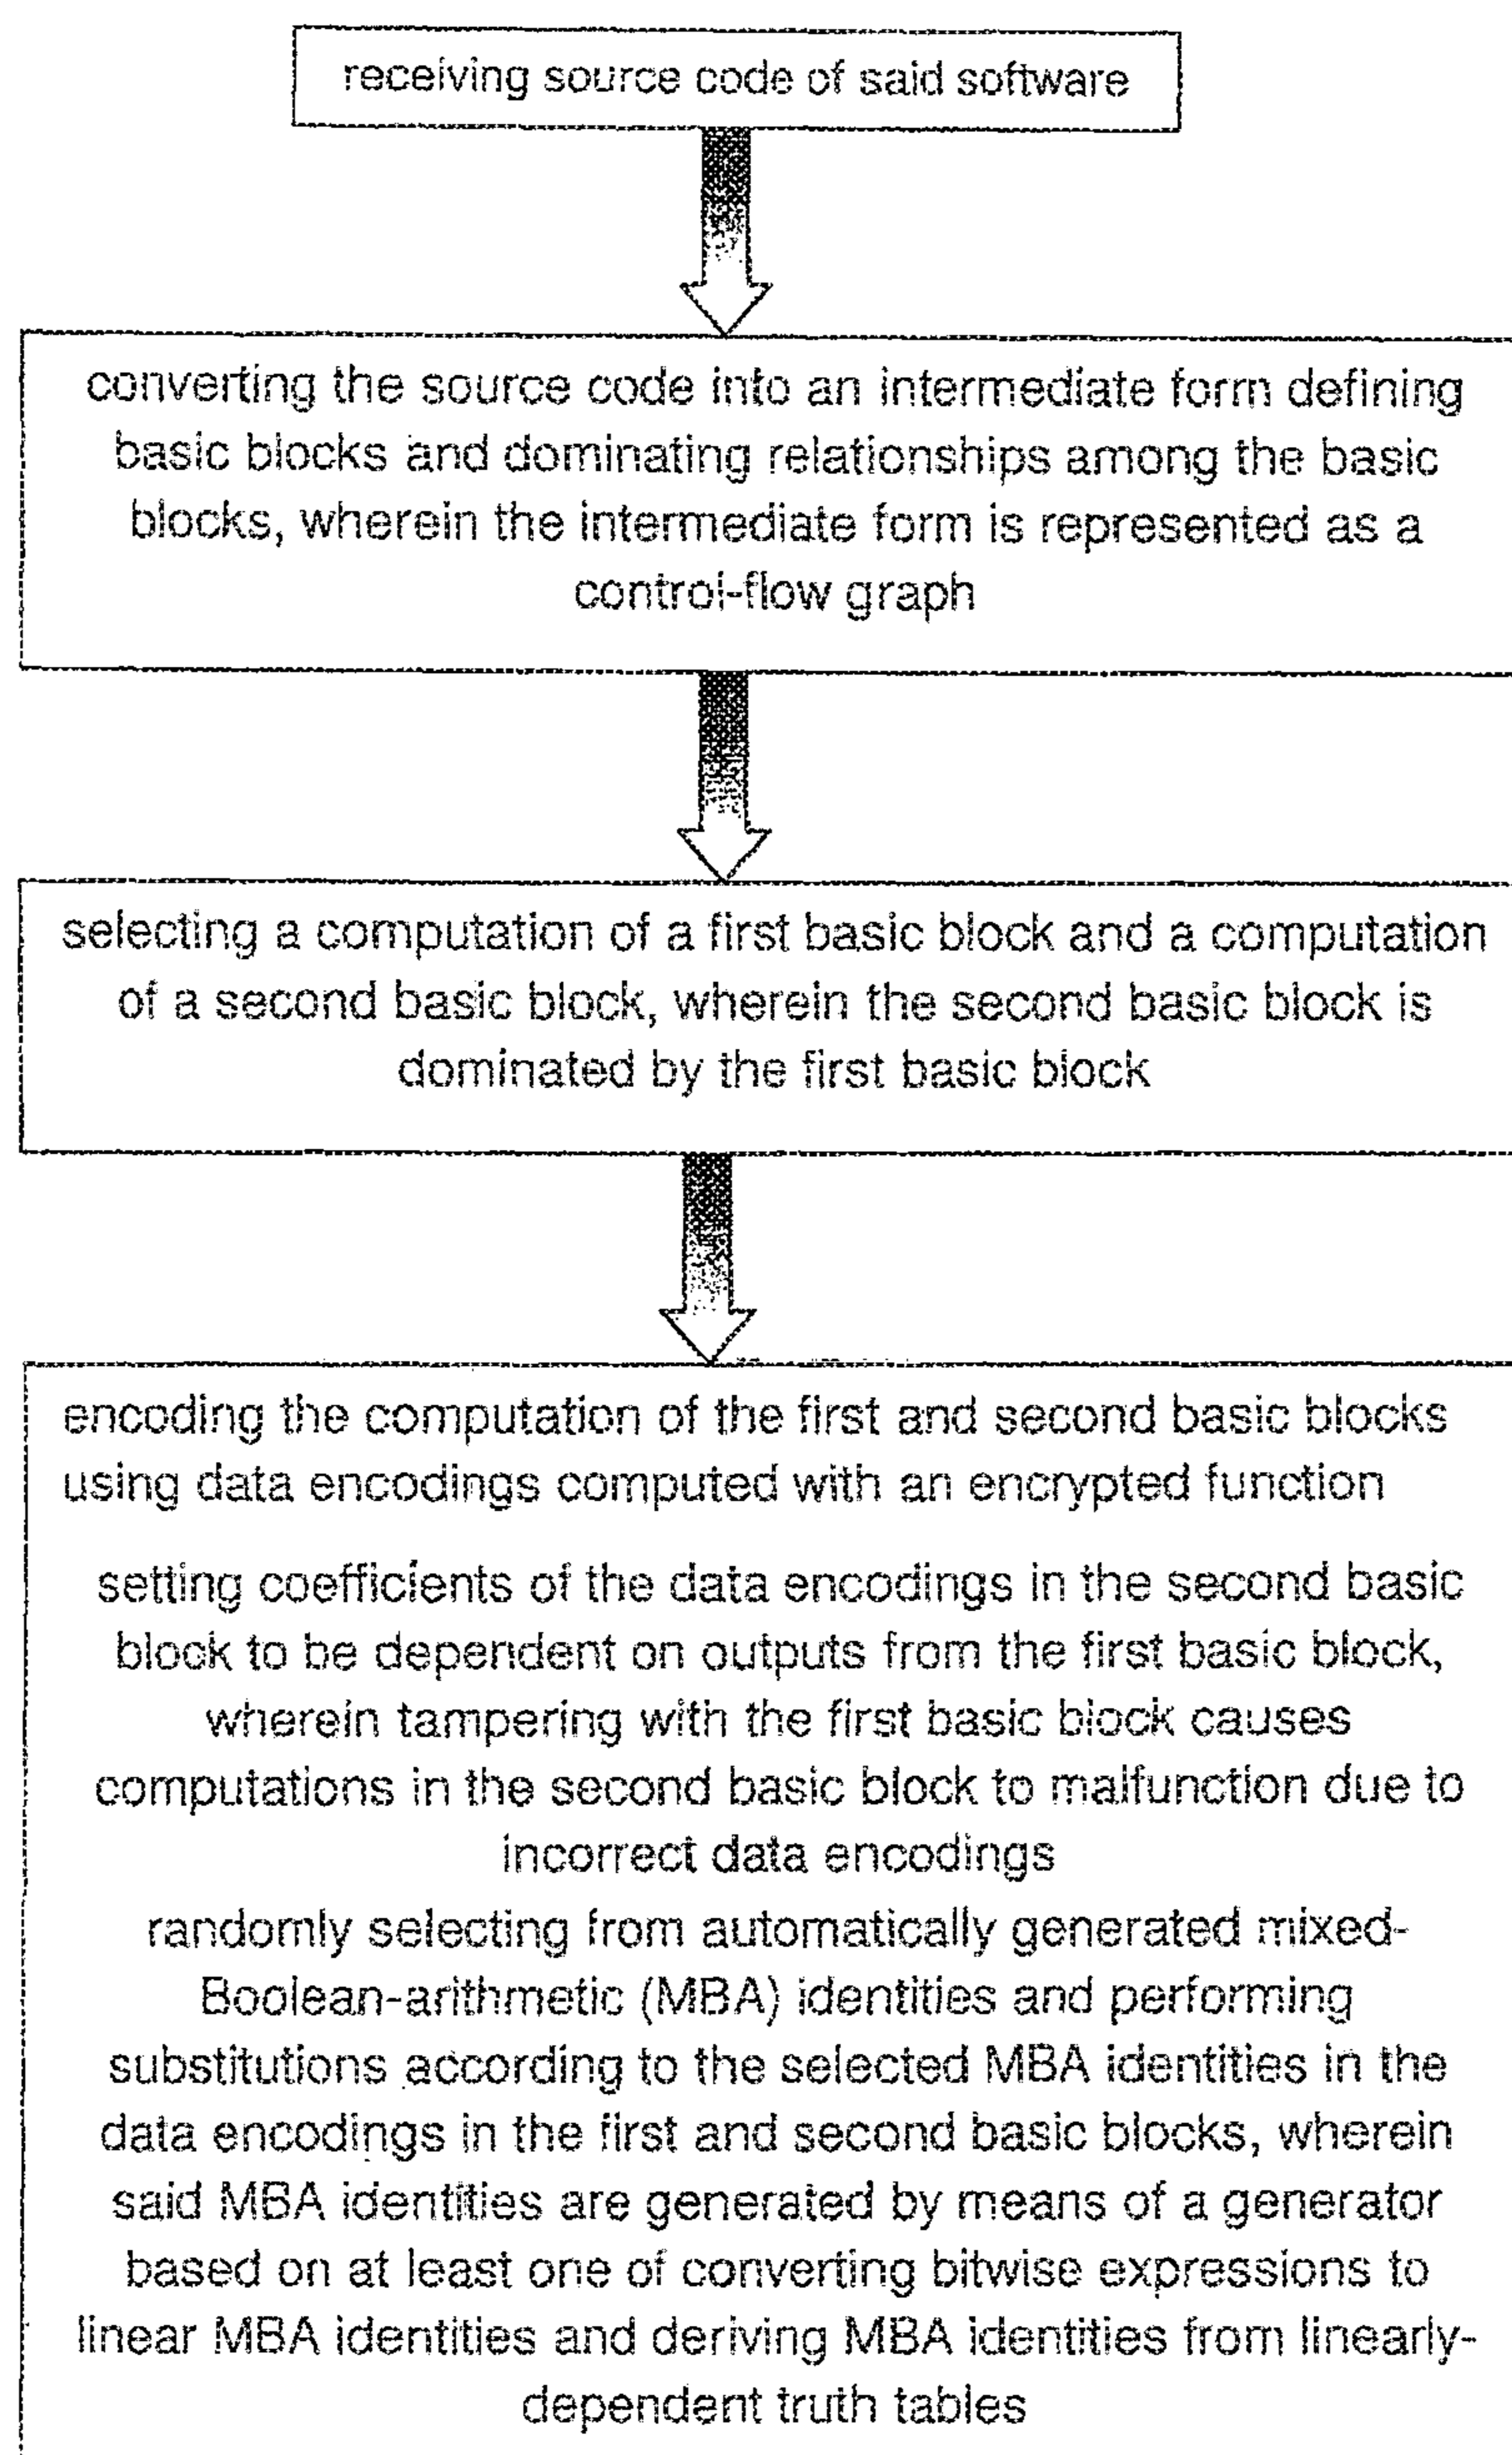 receiving source code of said software
converting the source code into an intermediate form defining
basic blocks and dominating relationships among the basic
blocks, wherein the intermediate form is represented as a
control-flow graph
selecting a computation of a first basic block and a computation
of a second basic block, wherein the second basic block is
dominated by the first basic block
encoding the computation of the first and second basic blocks
using data encodings computed with an encrypted function
setting coefficients of the data encodings in the second basic
block to be dependent on outputs from the first basic block,
wherein tampering with the first basic block causes
computations in the second basic block to malfunction due to
incorrect data encodings
randomly selecting from automatically generated mixed-
Boolean-arithmetic (MBA) identities and performing
substitutions according to the selected MBA identities in the
data encodings in the first and second basic blocks, wherein
said MBA identities are generated by means of a generator
based on at least one of converting bitwise expressions to
linear MBA identities and deriving MBA identities from linearly-
dependent truth tables